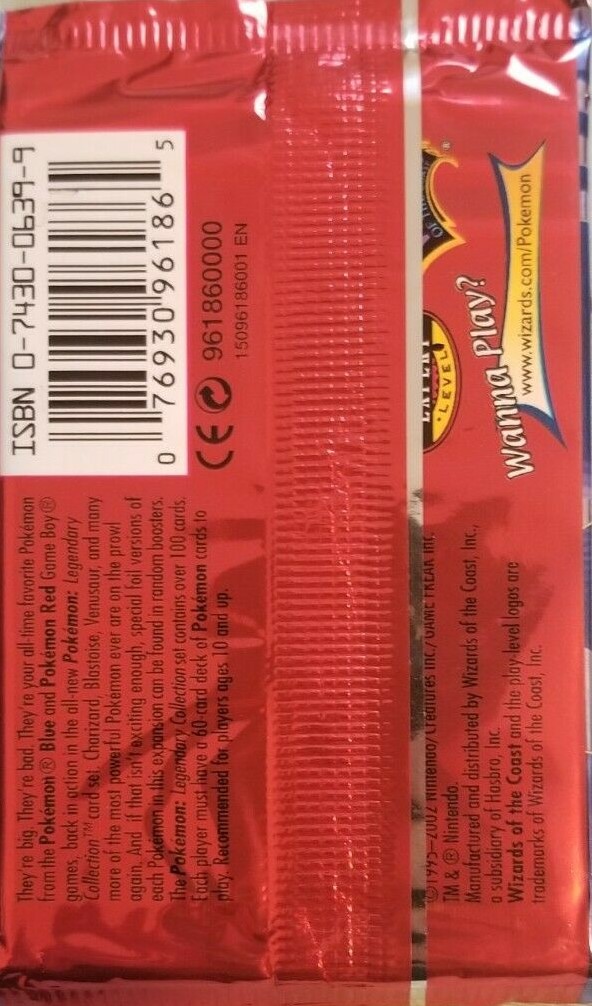 They're big. They're bad. They're your all-time favorite Pokémon
from the Pokémon® Blue and Pokémon Red Game Boy®
games, back in action in the all-new Pokémon: Legendary
Collection™ card set. Charizard, Blastoise, Venusaur, and many
more of the most powerful Pokémon ever are on the prowl
again. And if that isn't exciting enough, special foil versions of
each Pokémon in this expansion can be found in random boosters.
The Pokémon: Legendary Collection set contains over 100 cards.
Each player must have a 60-card deck of Pokémon cards to
play. Recommended for players ages 10 and up.
ISBN 0-7430-0639-9
0 76930 96186 5
CE 961860000
15096186001 EN
©1995–2002 Nintendo/Creatures Inc./GAME FREAK inc.
TM & ® Nintendo.
Manufactured and distributed by Wizards of the Coast, Inc.,
a subsidiary of Hasbro, Inc.
Wizards of the Coast and the play-level logos are
trademarks of Wizards of the Coast, Inc.
EXPERT
LEVEL
OF THE
®
Wanna Play?
www.wizards.com/Pokemon